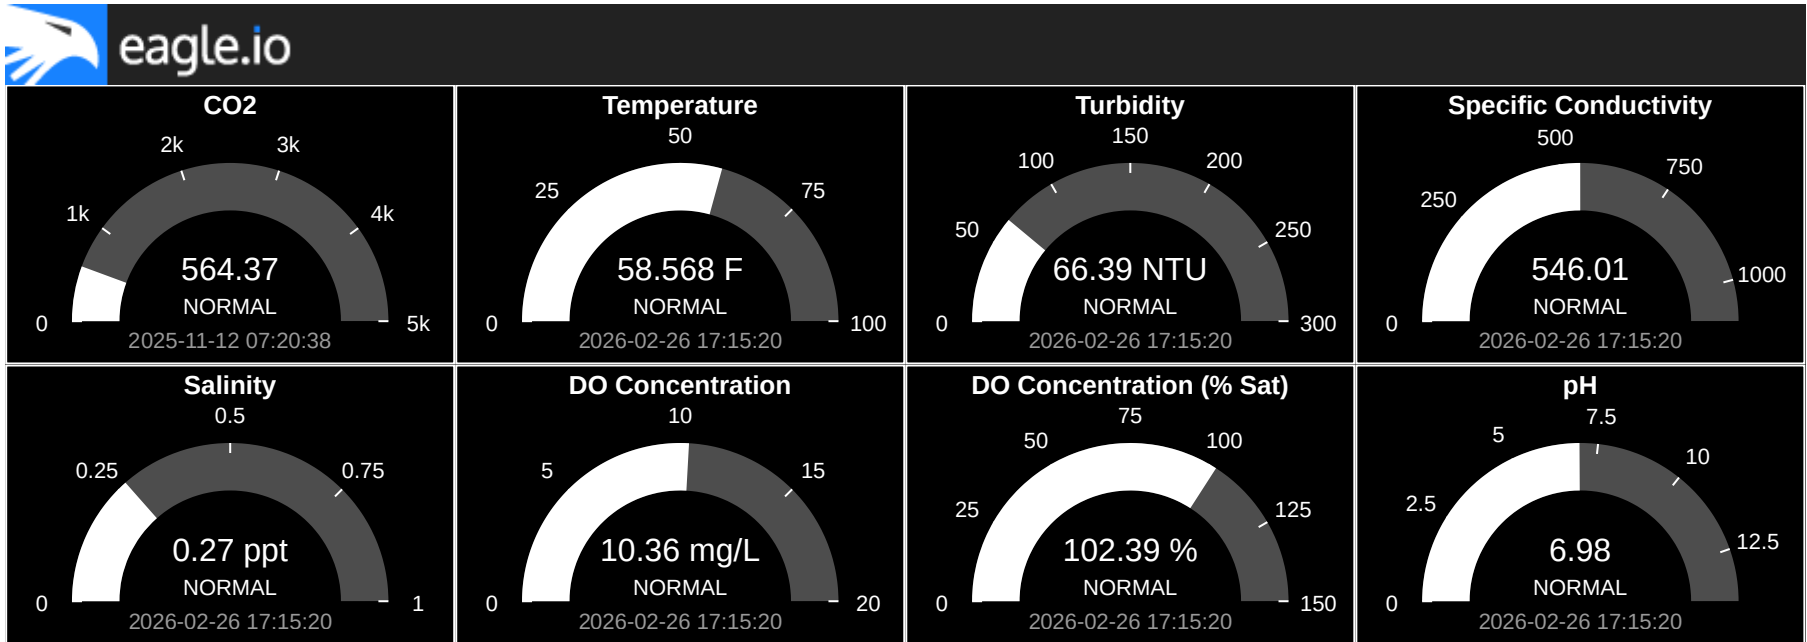 eagle.io
CO2
0
1k
2k
3k
4k
5k
564.37
NORMAL
2025-11-12 07:20:38
Temperature
0
25
50
75
100
58.568 F
NORMAL
2026-02-26 17:15:20
Turbidity
0
50
100
150
200
250
300
66.39 NTU
NORMAL
2026-02-26 17:15:20
Specific Conductivity
0
250
500
750
1000
546.01
NORMAL
2026-02-26 17:15:20
Salinity
0
0.25
0.5
0.75
1
0.27 ppt
NORMAL
2026-02-26 17:15:20
DO Concentration
0
5
10
15
20
10.36 mg/L
NORMAL
2026-02-26 17:15:20
DO Concentration (% Sat)
0
25
50
75
100
125
150
102.39 %
NORMAL
2026-02-26 17:15:20
pH
0
2.5
5
7.5
10
12.5
6.98
NORMAL
2026-02-26 17:15:20